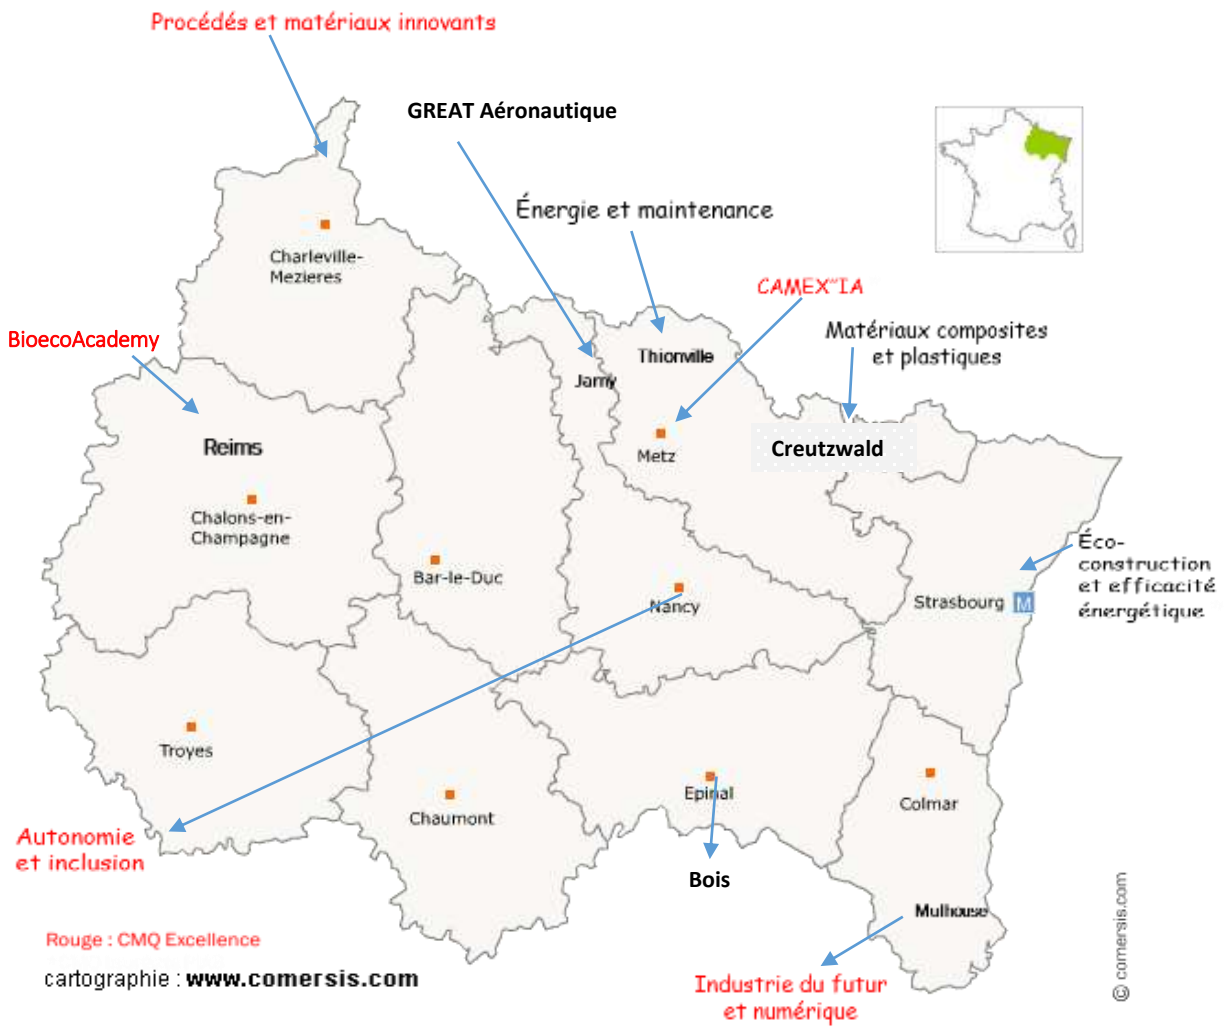 Procédés et matériaux innovants
GREAT Aéronautique
Énergie et maintenance
Charleville-
Mezieres
CAMEX"IA
BioecoAcademy
Matériaux composites
et plastiques
Thionville
Jarny
Reims
Metz
Creutzwald
Chalons-en-
Champagne
Éco-
construction
et efficacité
énergétique
Bar-le-Duc
Nancy
Strasbourg M
Troyes
Epinal
Colmar
Chaumont
Autonomie
et inclusion
Bois
Mulhouse
Rouge : CMQ Excellence
cartographie : www.comersis.com
Industrie du futur
et numérique
© comersis.com